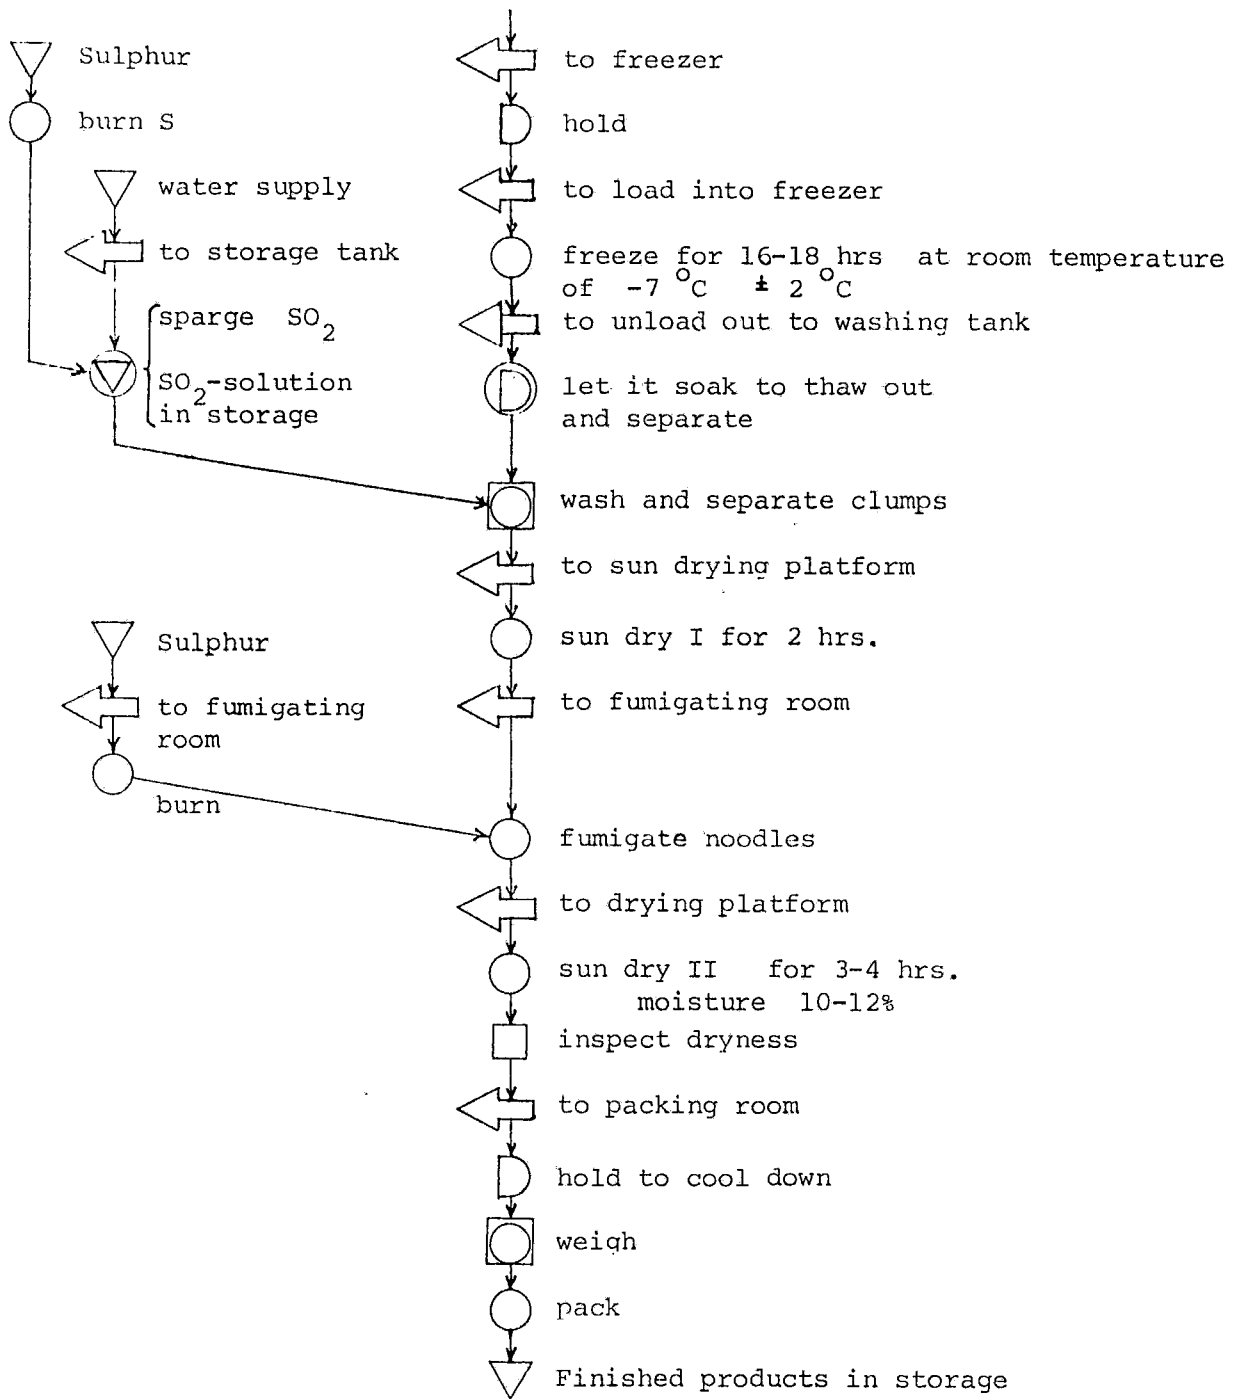 Sulphur
burn S
water supply
to storage tank
sparge SO2
SO2-solution
in storage
to freezer
hold
to load into freezer
freeze for 16-18 hrs at room temperature
of -7 °C ± 2 °C
to unload out to washing tank
let it soak to thaw out
and separate
wash and separate clumps
to sun drying platform
sun dry I for 2 hrs.
Sulphur
to fumigating
room
burn
to fumigating room
fumigate noodles
to drying platform
sun dry II for 3-4 hrs.
moisture 10-12%
inspect dryness
to packing room
hold to cool down
weigh
pack
Finished products in storage